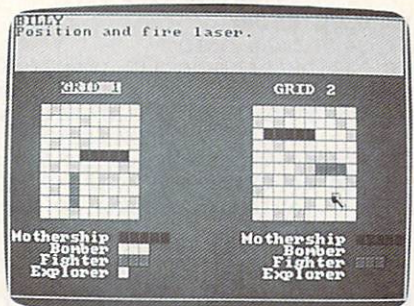 BILLY
Position and fire laser.
GRID 1
GRID 2
Mothership
Bomber
Fighter
Explorer
Mothership
Bomber
Fighter
Explorer